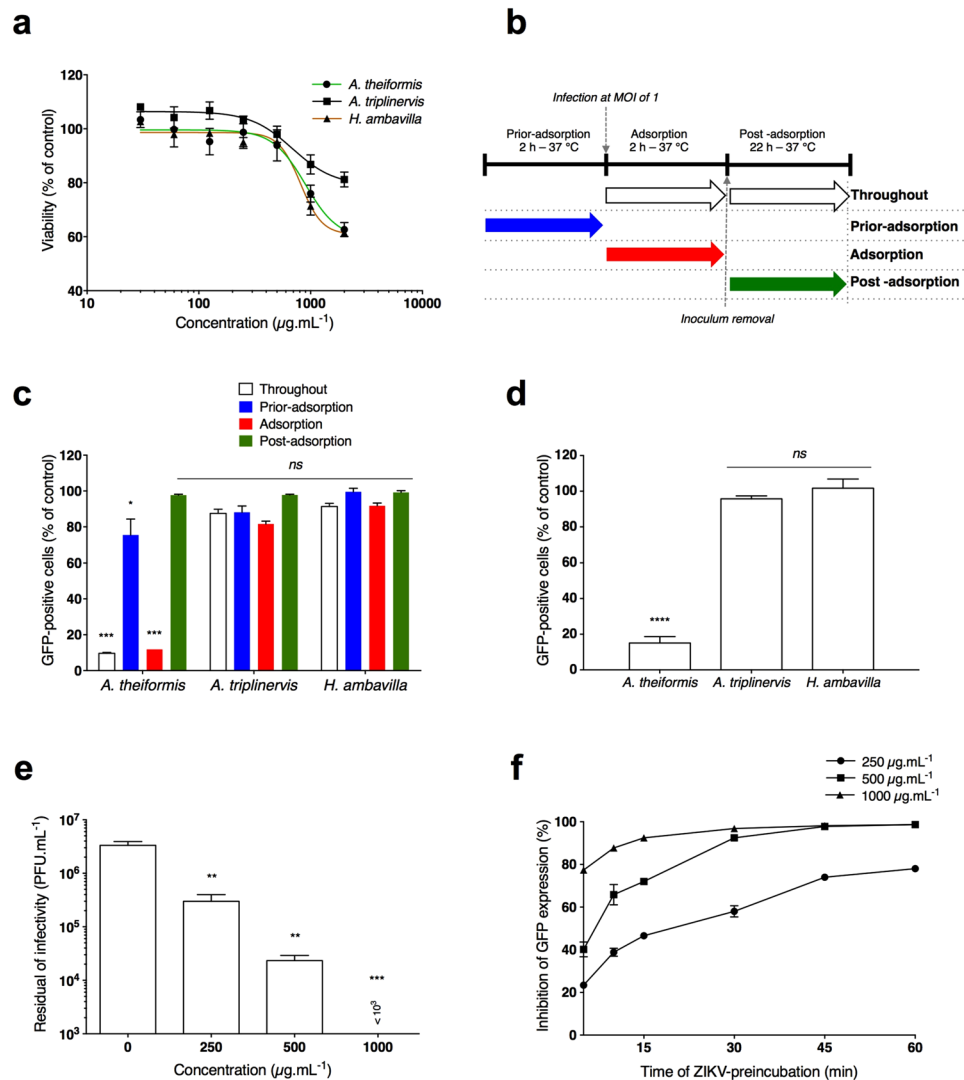 a
Viability (% of control)
120
100
80
60
40
10
100
1000
10000
Concentration (µg.mL⁻¹)
A. theiformis
A. triplinervis
H. ambavilla
b
Infection at MOI of 1
Prior-adsorption
2 h – 37 °C
Adsorption
2 h – 37 °C
Post -adsorption
22 h – 37 °C
Throughout
Prior-adsorption
Adsorption
Post -adsorption
Inoculum removal
c
Throughout
Prior-adsorption
Adsorption
Post-adsorption
GFP-positive cells (% of control)
120
100
80
60
40
20
0
ns
*
***
***
A. theiformis
A. triplinervis
H. ambavilla
d
GFP-positive cells (% of control)
120
100
80
60
40
20
0
ns
****
A. theiformis
A. triplinervis
H. ambavilla
e
Residual of infectivity (PFU.mL⁻¹)
10⁷
10⁶
10⁵
10⁴
10³
**
**
***
< 10³
0
250
500
1000
Concentration (µg.mL⁻¹)
f
250 µg.mL⁻¹
500 µg.mL⁻¹
1000 µg.mL⁻¹
Inhibition of GFP expression (%)
100
80
60
40
20
0
15
30
45
60
Time of ZIKV-preincubation (min)